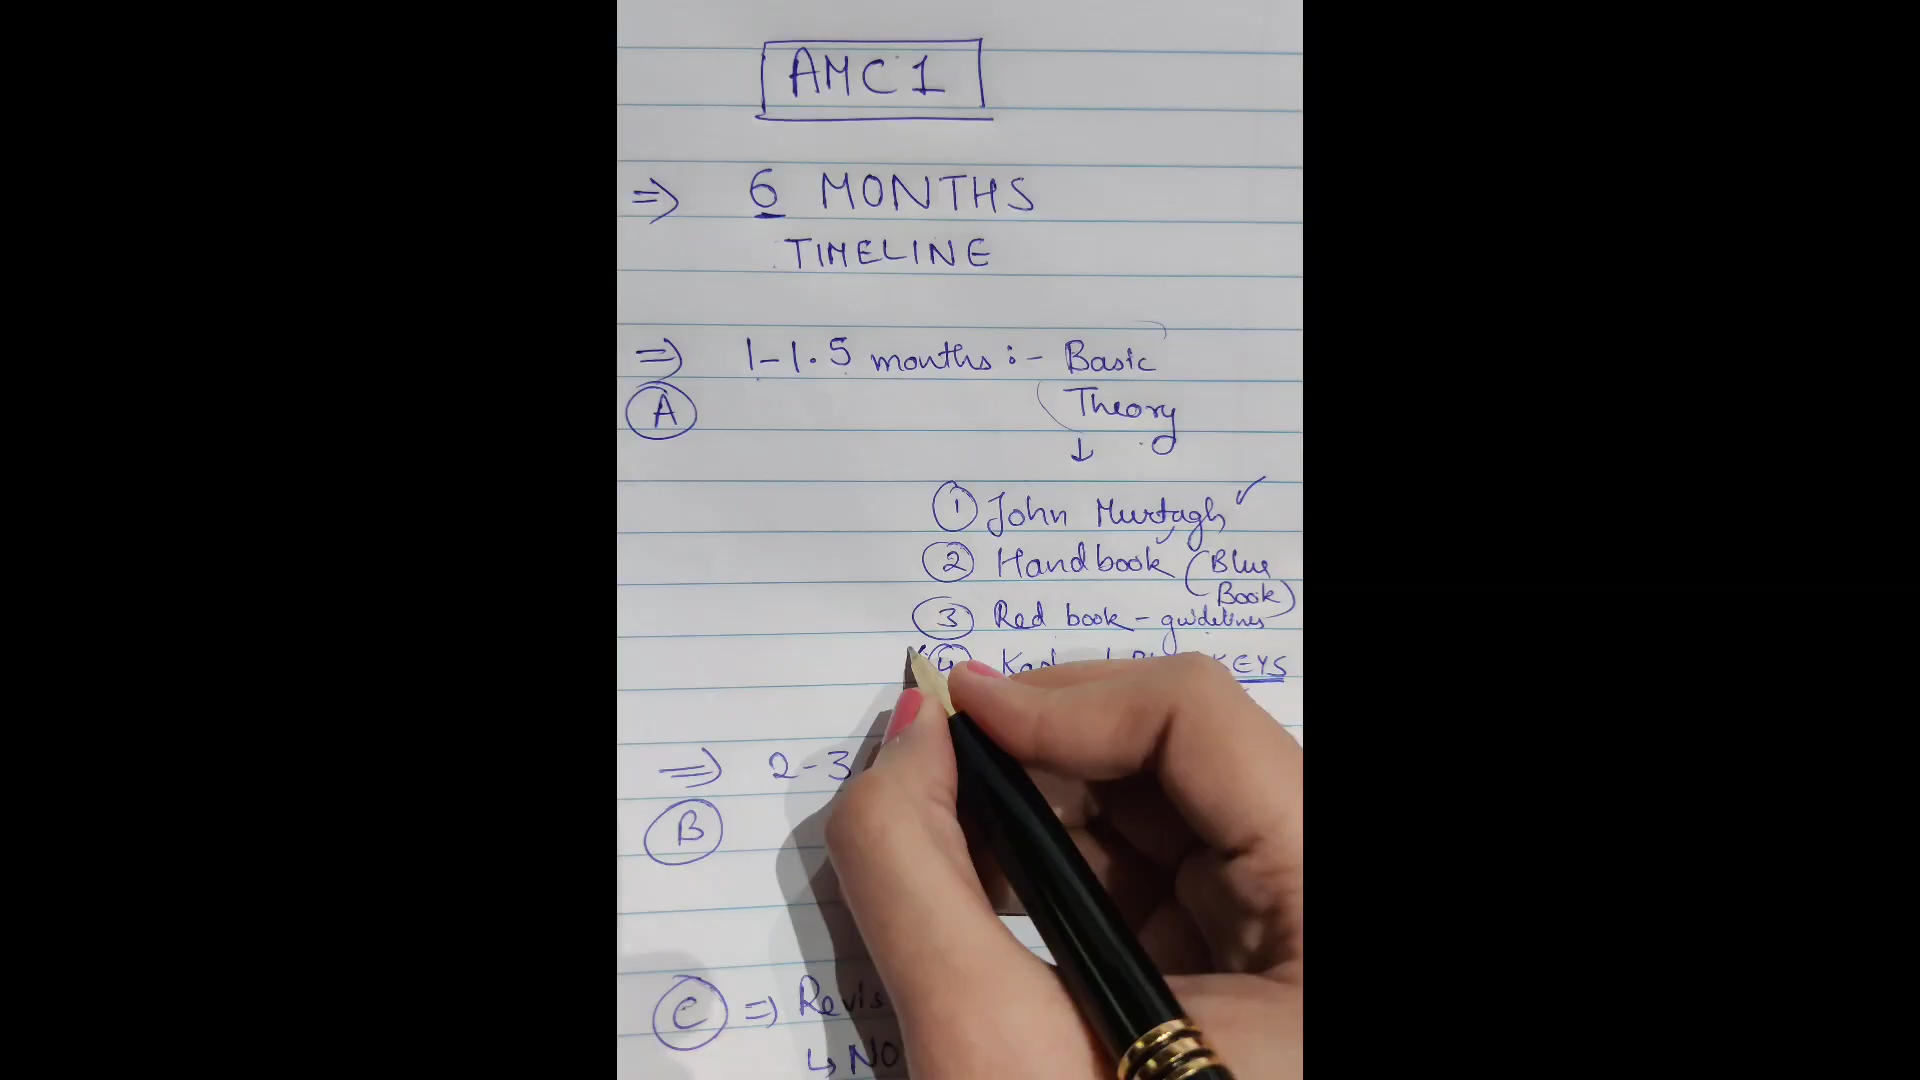 AMC 1
⇒ 6 MONTHS
TIMELINE
⇒ 1-1.5 months :- Basic
A Theory
↓
① John Murtagh ✓
② Handbook (Blue
Book)
③ Red book - guidelines
④ KEYS
⇒ 2-3
B
C ⇒
↳